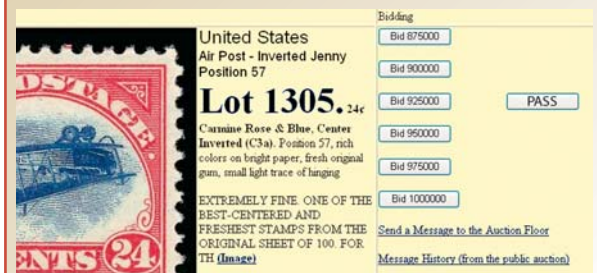 POSTAGE
CENTS 24
United States
Air Post - Inverted Jenny
Position 57
Lot 1305. 24c
Carmine Rose & Blue, Center
Inverted (C3a). Position 57, rich
colors on bright paper, fresh original
gum, small light trace of hinging
EXTREMELY FINE. ONE OF THE
BEST-CENTERED AND
FRESHEST STAMPS FROM THE
ORIGINAL SHEET OF 100. FOR
TH (Image)
Bidding
Bid 875000
Bid 900000
Bid 925000
PASS
Bid 950000
Bid 975000
Bid 1000000
Send a Message to the Auction Floor
Message History (from the public auction)